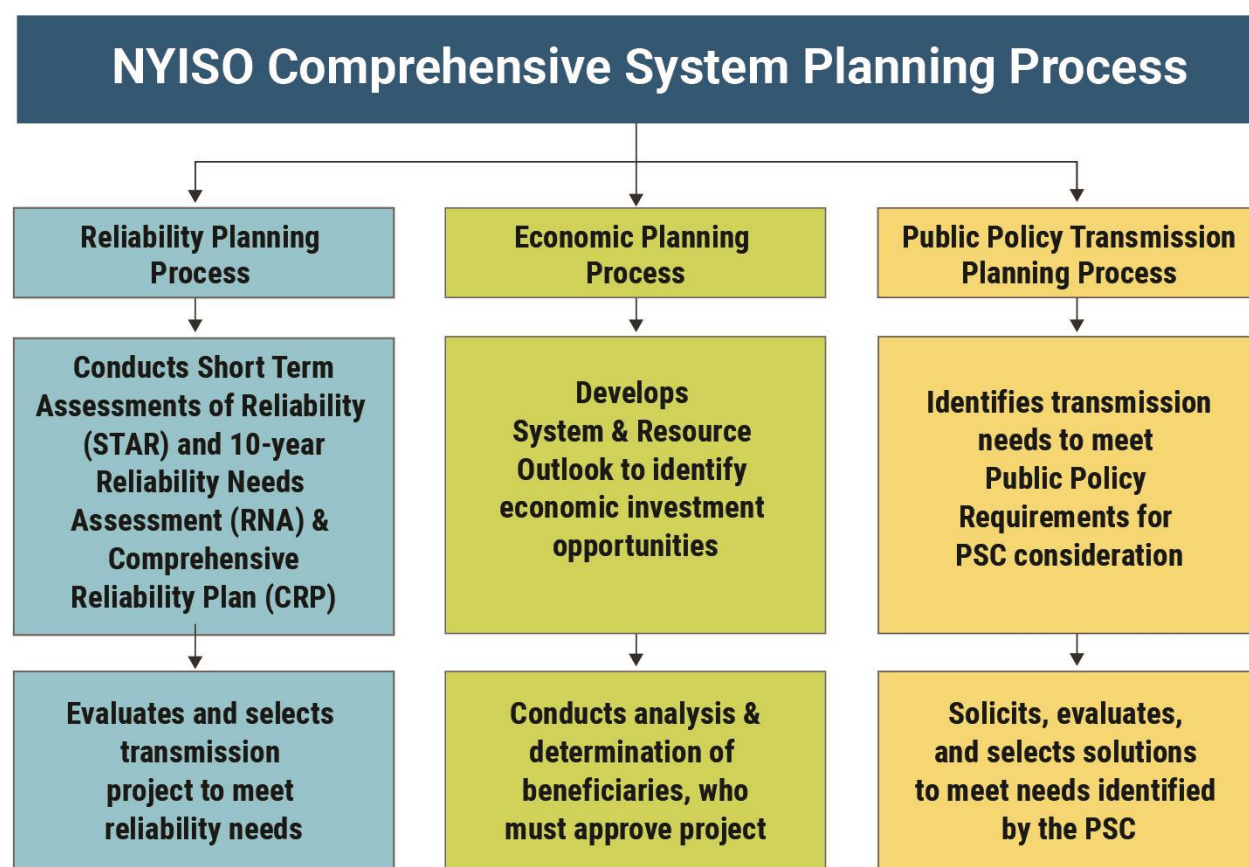 NYISO Comprehensive System Planning Process
Reliability Planning
Process
Conducts Short Term
Assessments of Reliability
(STAR) and 10-year
Reliability Needs
Assessment (RNA) &
Comprehensive
Reliability Plan (CRP)
Evaluates and selects
transmission
project to meet
reliability needs
Economic Planning
Process
Develops
System & Resource
Outlook to identify
economic investment
opportunities
Conducts analysis &
determination of
beneficiaries, who
must approve project
Public Policy Transmission
Planning Process
Identifies transmission
needs to meet
Public Policy
Requirements for
PSC consideration
Solicits, evaluates,
and selects solutions
to meet needs identified
by the PSC